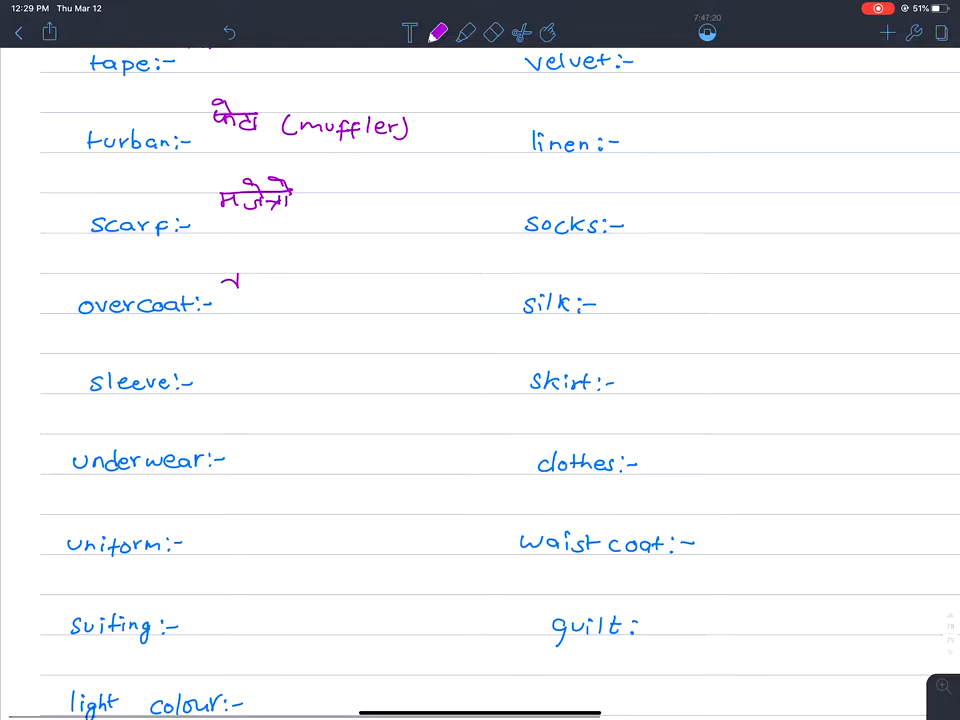 12:29 PM Thu Mar 12
7:47:20
51%
tape:- velvet:-
फेटा (muffler)
turban:- linen:-
मजेत्रो
scarf:- socks:-
overcoat:- silk:-
sleeve:- skirt:-
underwear:- clothes:-
uniform:- waist coat:-
suiting:- quilt:
light colour:-